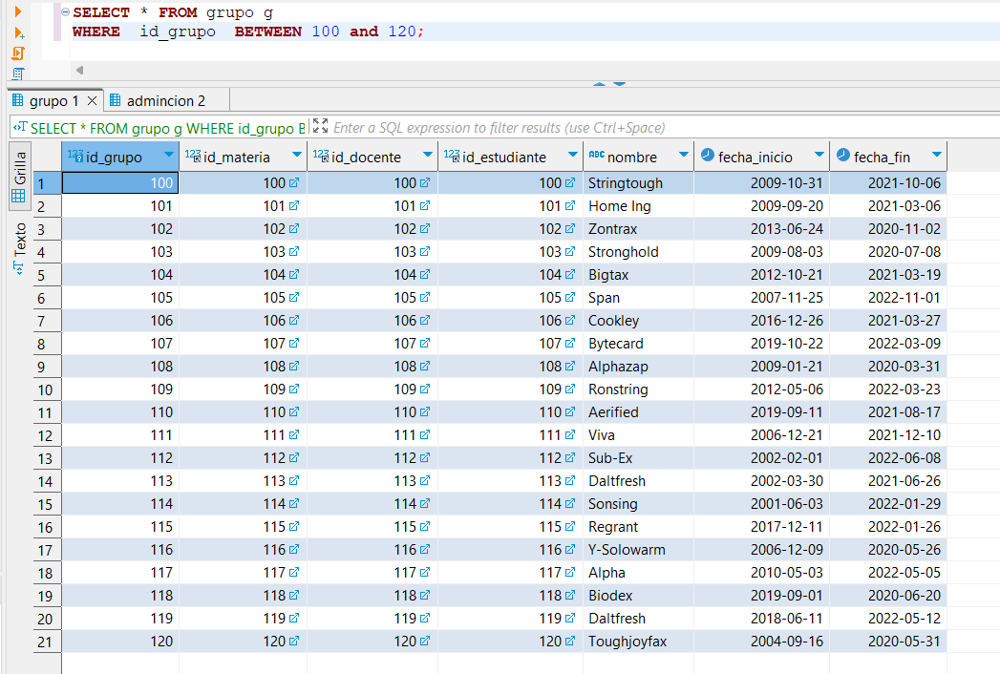 SELECT * FROM grupo g
WHERE id_grupo BETWEEN 100 and 120;
grupo 1 admincion 2
SELECT * FROM grupo g WHERE id_grupo B Enter a SQL expression to filter results (use Ctrl+Space)
Grilla
Texto
123 id_grupo 123 id_materia 123 id_docente 123 id_estudiante ABC nombre fecha_inicio fecha_fin
1 100 100 100 100 Stringtough 2009-10-31 2021-10-06
2 101 101 101 101 Home Ing 2009-09-20 2021-03-06
3 102 102 102 102 Zontrax 2013-06-24 2020-11-02
4 103 103 103 103 Stronghold 2009-08-03 2020-07-08
5 104 104 104 104 Bigtax 2012-10-21 2021-03-19
6 105 105 105 105 Span 2007-11-25 2022-11-01
7 106 106 106 106 Cookley 2016-12-26 2021-03-27
8 107 107 107 107 Bytecard 2019-10-22 2022-03-09
9 108 108 108 108 Alphazap 2009-01-21 2020-03-31
10 109 109 109 109 Ronstring 2012-05-06 2022-03-23
11 110 110 110 110 Aerified 2019-09-11 2021-08-17
12 111 111 111 111 Viva 2006-12-21 2021-12-10
13 112 112 112 112 Sub-Ex 2002-02-01 2022-06-08
14 113 113 113 113 Daltfresh 2002-03-30 2021-06-26
15 114 114 114 114 Sonsing 2001-06-03 2022-01-29
16 115 115 115 115 Regrant 2017-12-11 2022-01-26
17 116 116 116 116 Y-Solowarm 2006-12-09 2020-05-26
18 117 117 117 117 Alpha 2010-05-03 2022-05-05
19 118 118 118 118 Biodex 2019-09-01 2020-06-20
20 119 119 119 119 Daltfresh 2018-06-11 2022-05-12
21 120 120 120 120 Toughjoyfax 2004-09-16 2020-05-31